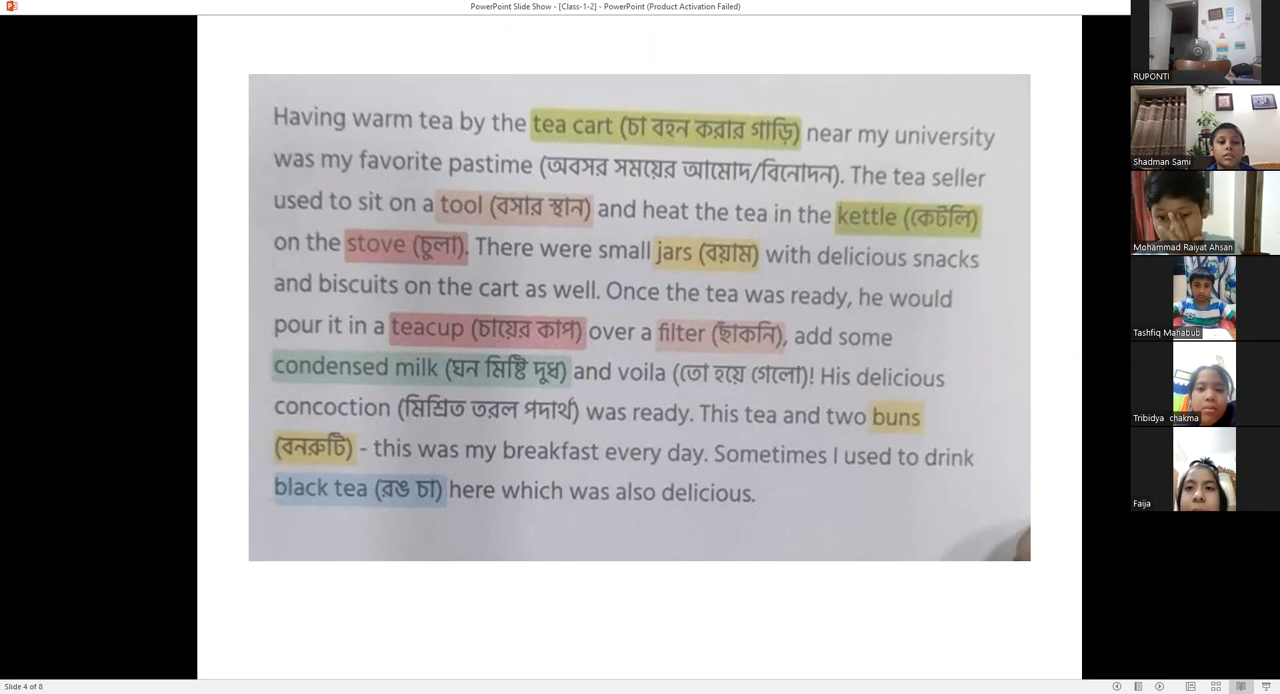 PowerPoint Slide Show - [Class-1-2] - PowerPoint (Product Activation Failed)
Having warm tea by the tea cart (চা বহন করার গাড়ি) near my university
was my favorite pastime (অবসর সময়ের আমোদ/বিনোদন). The tea seller
used to sit on a tool (বসার স্থান) and heat the tea in the kettle (কেটলি)
on the stove (চুলা). There were small jars (বয়াম) with delicious snacks
and biscuits on the cart as well. Once the tea was ready, he would
pour it in a teacup (চায়ের কাপ) over a filter (ছাঁকনি), add some
condensed milk (ঘন মিষ্টি দুধ) and voila ((তো হয়ে গেলো)! His delicious
concoction (মিশ্রিত তরল পদার্থ) was ready. This tea and two buns
(বনরুটি) - this was my breakfast every day. Sometimes I used to drink
black tea (রঙ চা) here which was also delicious.
RUPONTI
Shadman Sami
Mohammad Raiyat Ahsan
Tashfiq Mahabub
Tribidya chakma
Faija
Slide 4 of 8